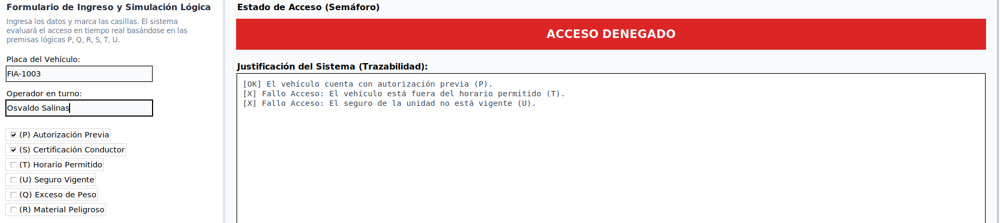 Formulario de Ingreso y Simulación Lógica
Ingresa los datos y marca las casillas. El sistema
evaluará el acceso en tiempo real basándose en las
premisas lógicas P, Q, R, S, T, U.
Placa del Vehículo:
FIA-1003
Operador en turno:
Osvaldo Salinas
(P) Autorización Previa
(S) Certificación Conductor
(T) Horario Permitido
(U) Seguro Vigente
(Q) Exceso de Peso
(R) Material Peligroso
Estado de Acceso (Semáforo)
ACCESO DENEGADO
Justificación del Sistema (Trazabilidad):
[OK] El vehículo cuenta con autorización previa (P).
[X] Fallo Acceso: El vehículo está fuera del horario permitido (T).
[X] Fallo Acceso: El seguro de la unidad no está vigente (U).